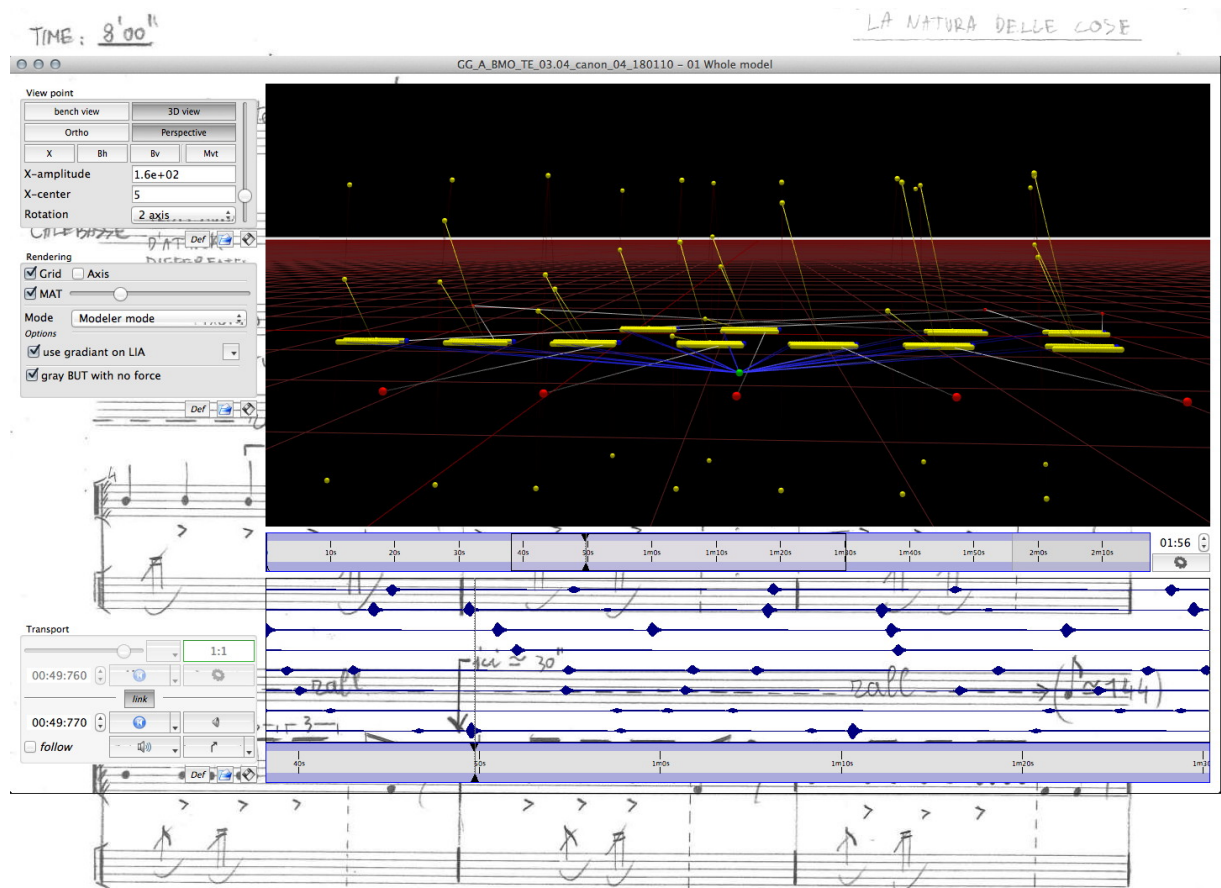 TIME: 8'00"
LA NATURA DELLE COSE
GG_A_BMO_TE_03.04_canon_04_180110 – 01 Whole model
View point
bench view
3D view
Ortho
Perspective
X
Bh
Bv
Mvt
X-amplitude
1.6e+02
X-center
5
Rotation
2 axis
Def
Rendering
Grid
Axis
MAT
Mode
Modeler mode
Options
use gradiant on LIA
gray BUT with no force
Def
10s 20s 30s 40s 50s 1m0s 1m10s 1m20s 1m30s 1m40s 1m50s 2m0s 2m10s
01:56
Transport
1:1
00:49:760
link
00:49:770
follow
Def
≃ 30"
rall
rall
(♪≃144)
3
40s 50s 1m0s 1m10s 1m20s 1m30